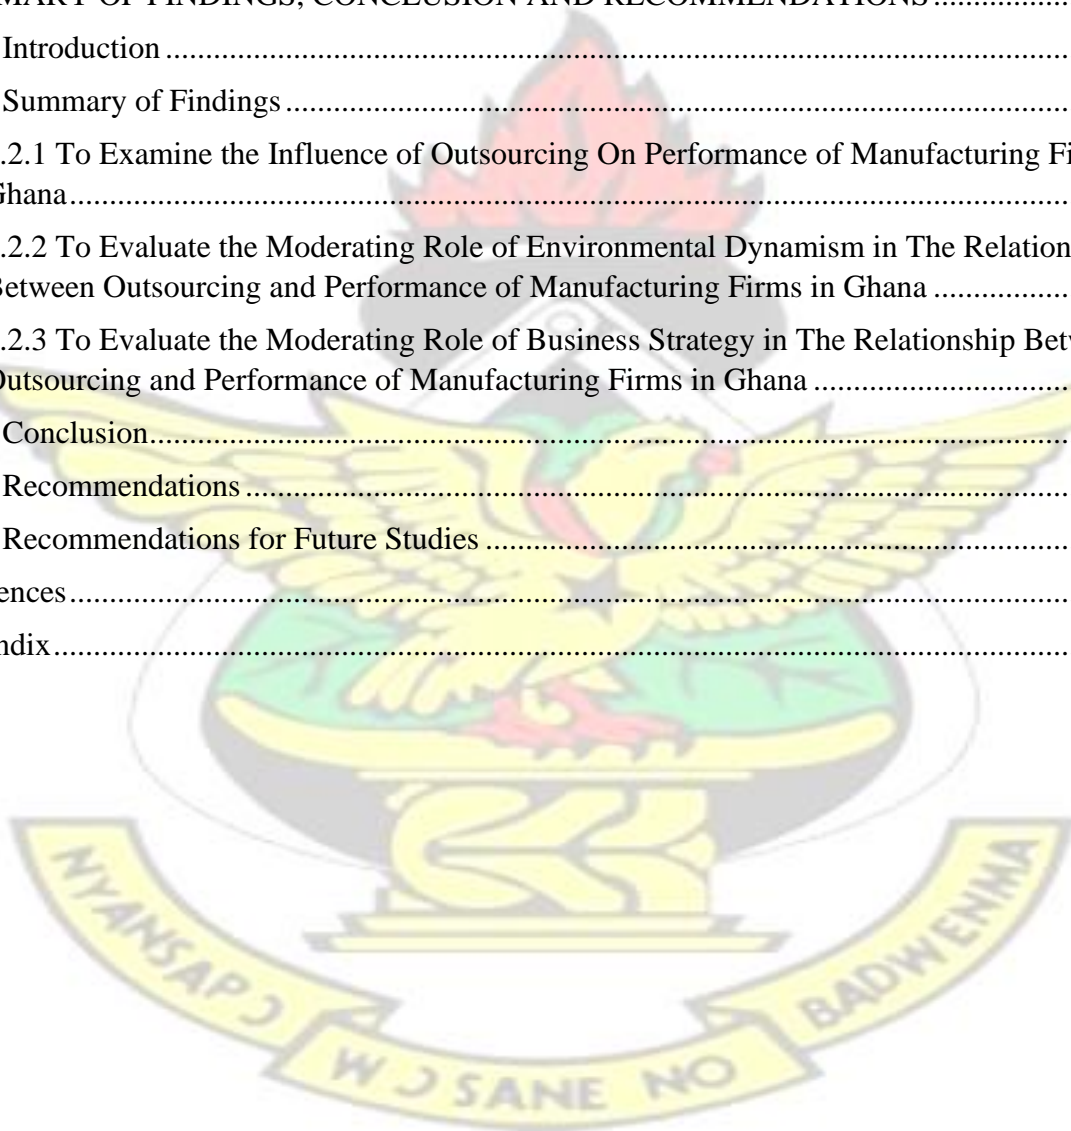 MARY OF FINDINGS, CONCLUSION AND RECOMMENDATIONS
Introduction
Summary of Findings
.2.1 To Examine the Influence of Outsourcing On Performance of Manufacturing Fi
Ghana
.2.2 To Evaluate the Moderating Role of Environmental Dynamism in The Relation
Between Outsourcing and Performance of Manufacturing Firms in Ghana
.2.3 To Evaluate the Moderating Role of Business Strategy in The Relationship Betw
Outsourcing and Performance of Manufacturing Firms in Ghana
Conclusion
Recommendations
Recommendations for Future Studies
ences
ndix
NYANSAPƆ
WƆSANE NO
BADWENMA